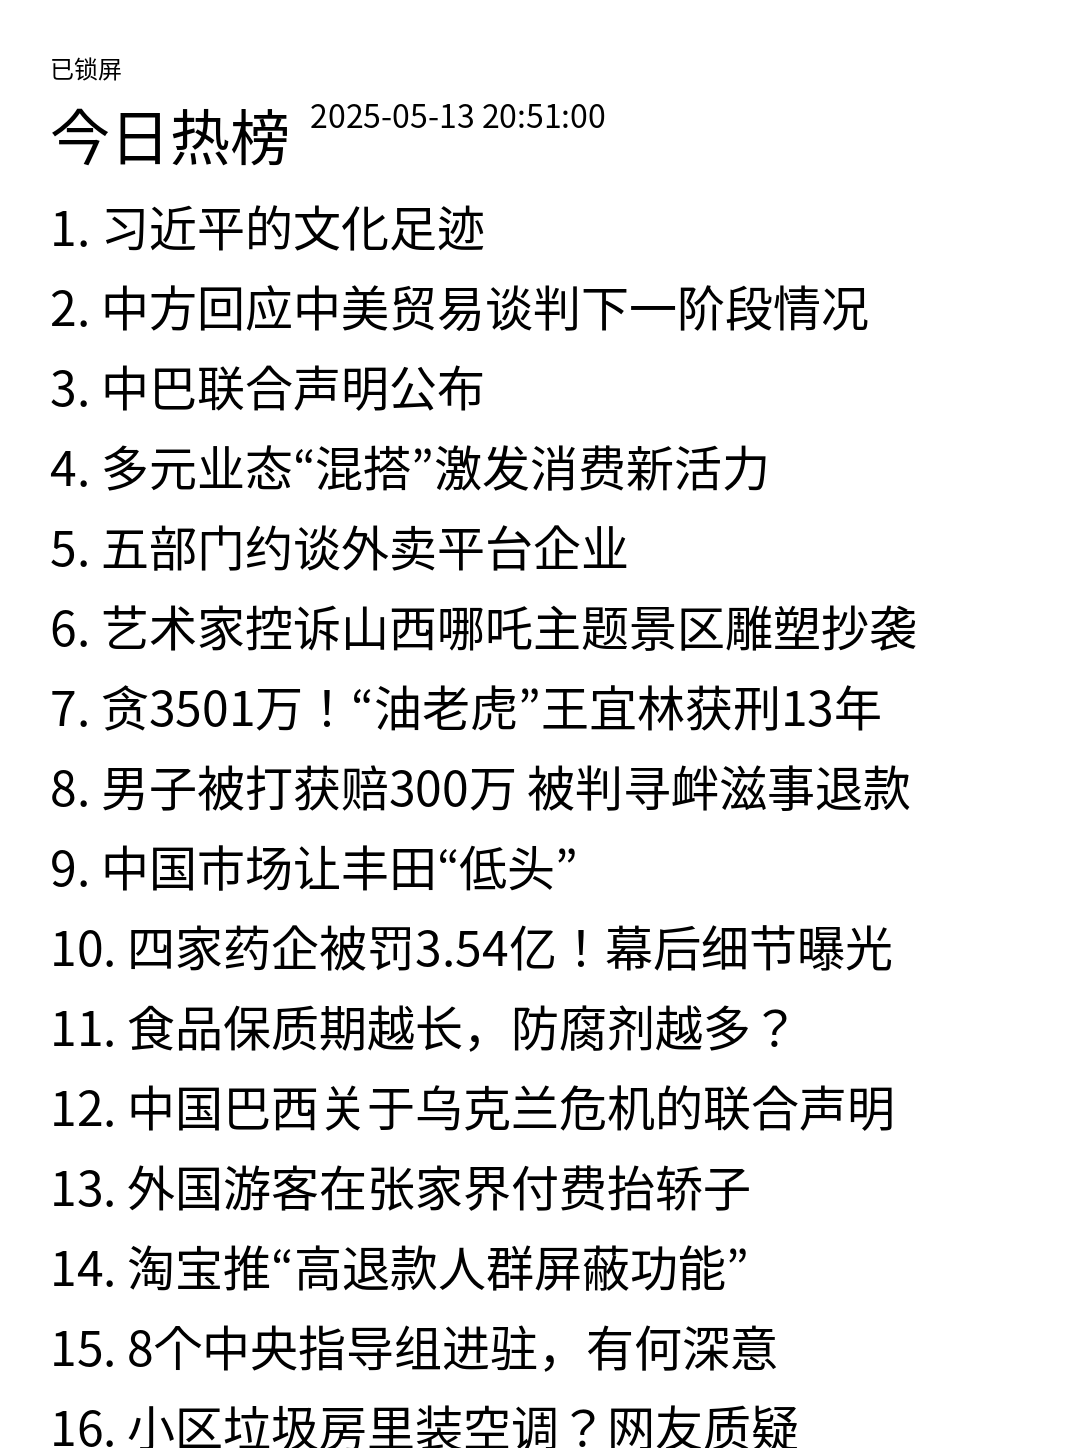 已锁屏
今日热榜 2025-05-13 20:51:00
1. 习近平的文化足迹
2. 中方回应中美贸易谈判下一阶段情况
3. 中巴联合声明公布
4. 多元业态“混搭”激发消费新活力
5. 五部门约谈外卖平台企业
6. 艺术家控诉山西哪吒主题景区雕塑抄袭
7. 贪3501万！“油老虎”王宜林获刑13年
8. 男子被打获赔300万 被判寻衅滋事退款
9. 中国市场让丰田“低头”
10. 四家药企被罚3.54亿！幕后细节曝光
11. 食品保质期越长，防腐剂越多？
12. 中国巴西关于乌克兰危机的联合声明
13. 外国游客在张家界付费抬轿子
14. 淘宝推“高退款人群屏蔽功能”
15. 8个中央指导组进驻，有何深意
16. 小区垃圾房里装空调？网友质疑